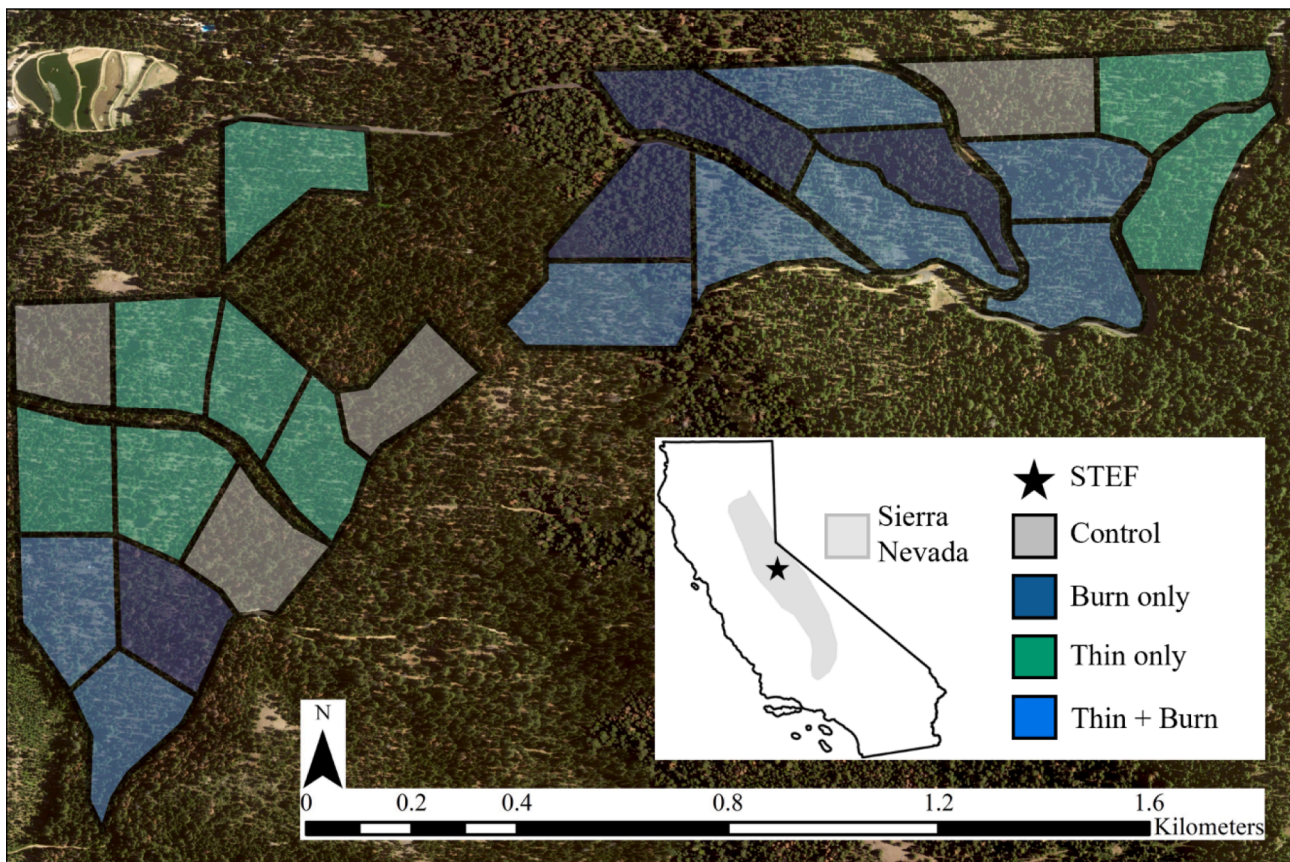 STEF
Sierra
Nevada
Control
Burn only
Thin only
Thin + Burn
N
0 0.2 0.4 0.8 1.2 1.6
Kilometers